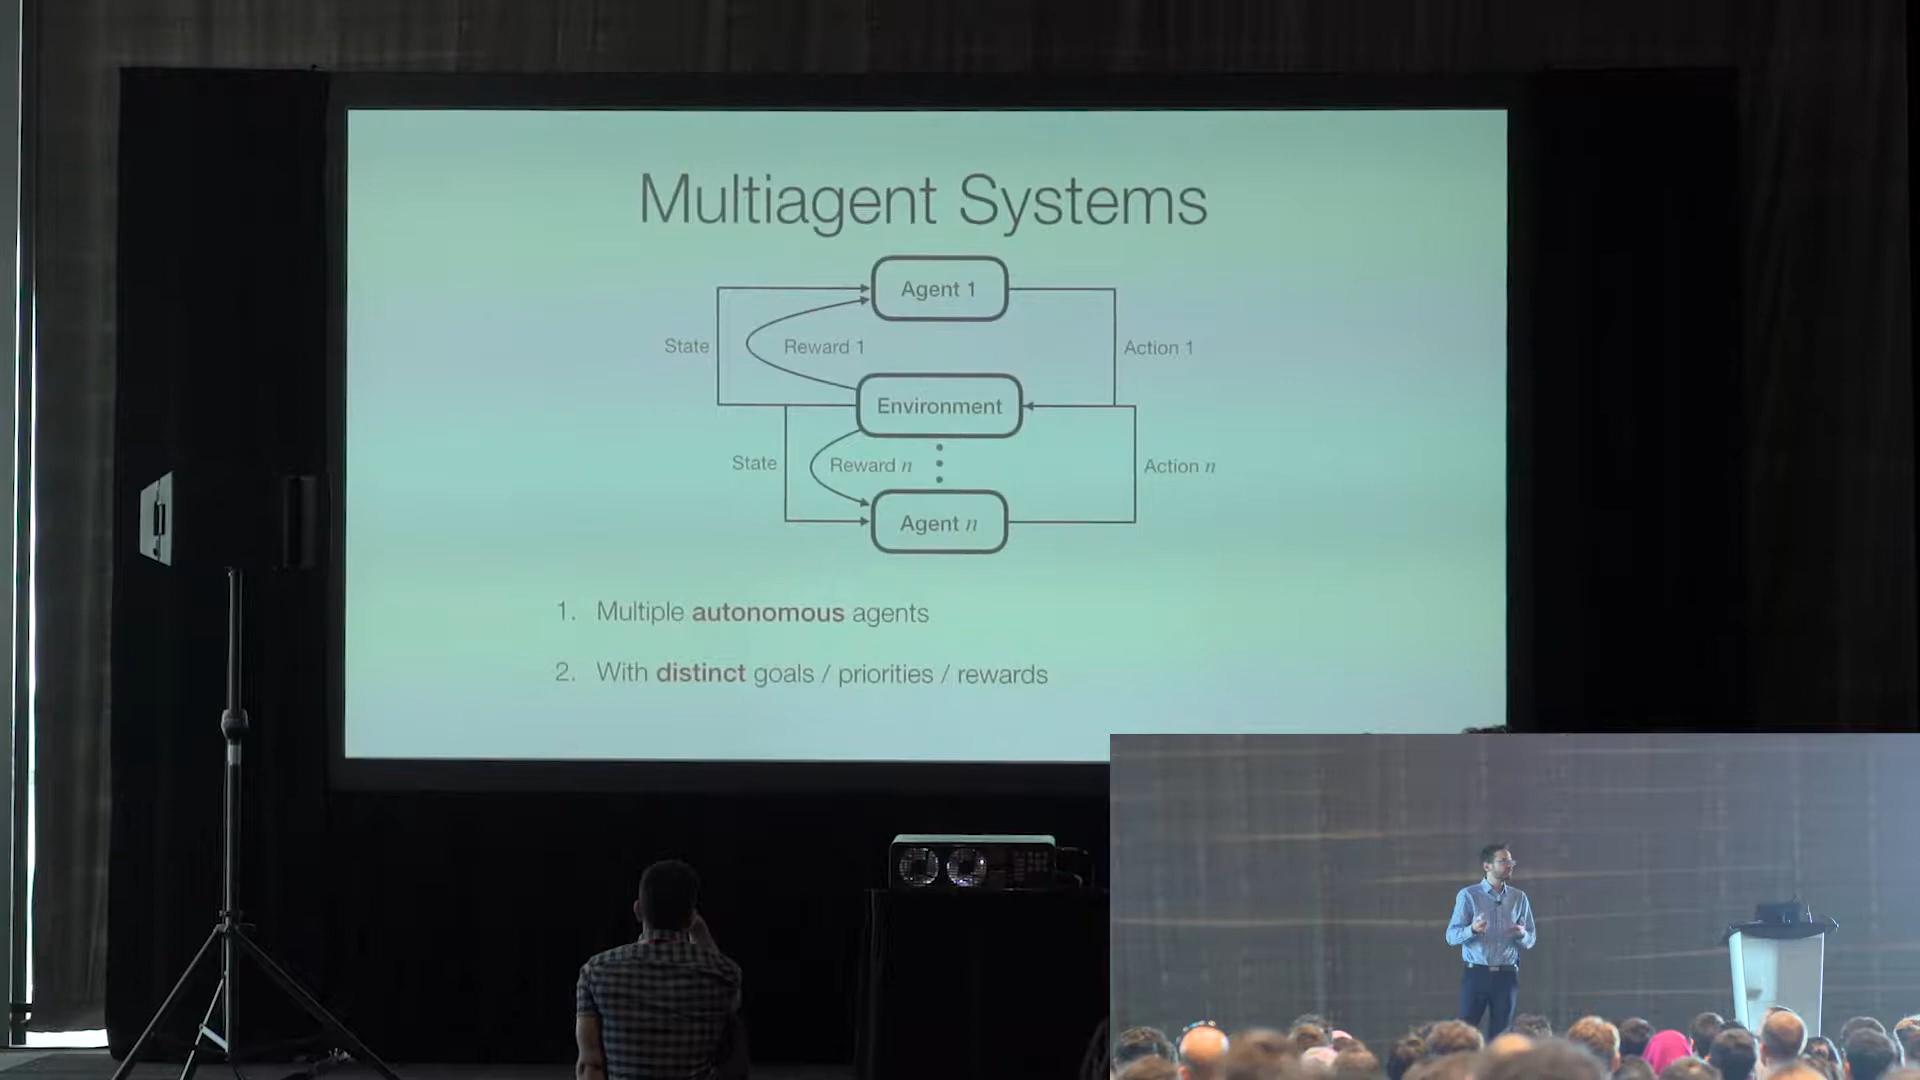 Multiagent Systems
Agent 1
State
Reward 1
Action 1
Environment
State
Reward n
Action n
Agent n
1. Multiple autonomous agents
2. With distinct goals / priorities / rewards